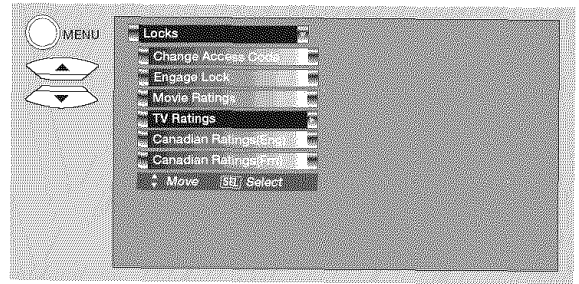 MENU
Locks
Change Access Code
Engage Lock
Movie Ratings
TV Ratings
Canadian Ratings(Eng)
Canadian Ratings(Frn)
Move SEL Select